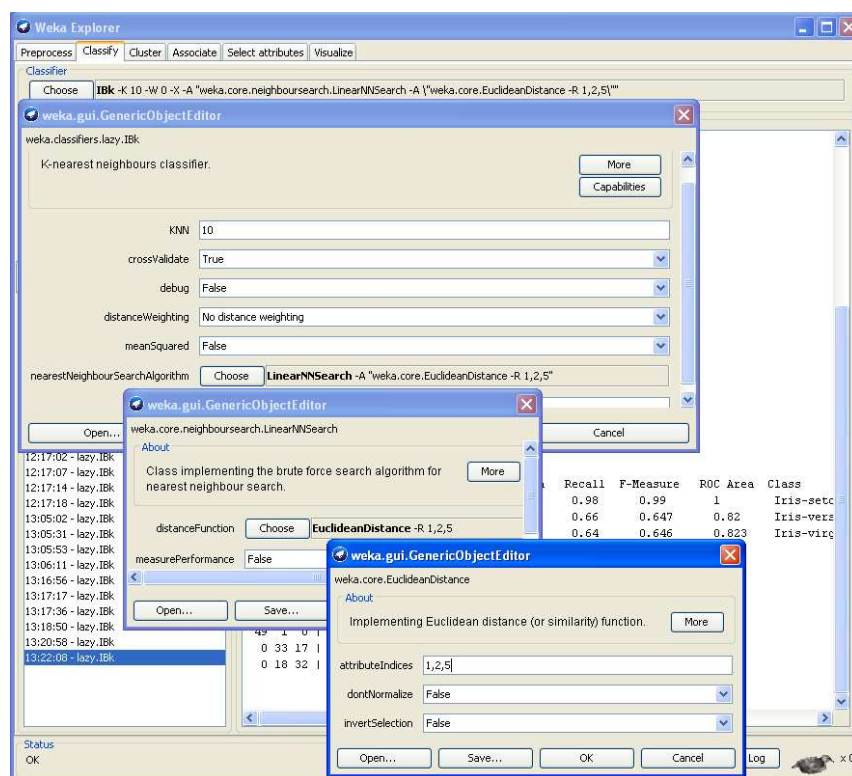 Weka Explorer
Preprocess Classify Cluster Associate Select attributes Visualize
Classifier
Choose IBk -K 10 -W 0 -X -A "weka.core.neighboursearch.LinearNNSearch -A \"weka.core.EuclideanDistance -R 1,2,5\""
weka.gui.GenericObjectEditor
weka.classifiers.lazy.IBk
K-nearest neighbours classifier.
More
Capabilities
KNN 10
crossValidate True
debug False
distanceWeighting No distance weighting
meanSquared False
nearestNeighbourSearchAlgorithm Choose LinearNNSearch -A "weka.core.EuclideanDistance -R 1,2,5"
Open... Cancel
weka.gui.GenericObjectEditor
weka.core.neighboursearch.LinearNNSearch
About
Class implementing the brute force search algorithm for
nearest neighbour search.
More
distanceFunction Choose EuclideanDistance -R 1,2,5
measurePerformance False
Open... Save...
12:17:02 - lazy.IBk
12:17:07 - lazy.IBk
12:17:14 - lazy.IBk
12:17:18 - lazy.IBk
13:05:02 - lazy.IBk
13:05:31 - lazy.IBk
13:05:53 - lazy.IBk
13:06:11 - lazy.IBk
13:16:56 - lazy.IBk
13:17:17 - lazy.IBk
13:17:36 - lazy.IBk
13:18:50 - lazy.IBk
13:20:58 - lazy.IBk
13:22:08 - lazy.IBk
Recall F-Measure ROC Area Class
0.98 0.99 1 Iris-setc
0.66 0.647 0.82 Iris-vers
0.64 0.646 0.823 Iris-virg
49 1 0 |
0 33 17 |
0 18 32 |
weka.gui.GenericObjectEditor
weka.core.EuclideanDistance
About
Implementing Euclidean distance (or similarity) function.
More
attributeIndices 1,2,5
dontNormalize False
invertSelection False
Open... Save... OK Cancel
Status
OK
Log
x 0